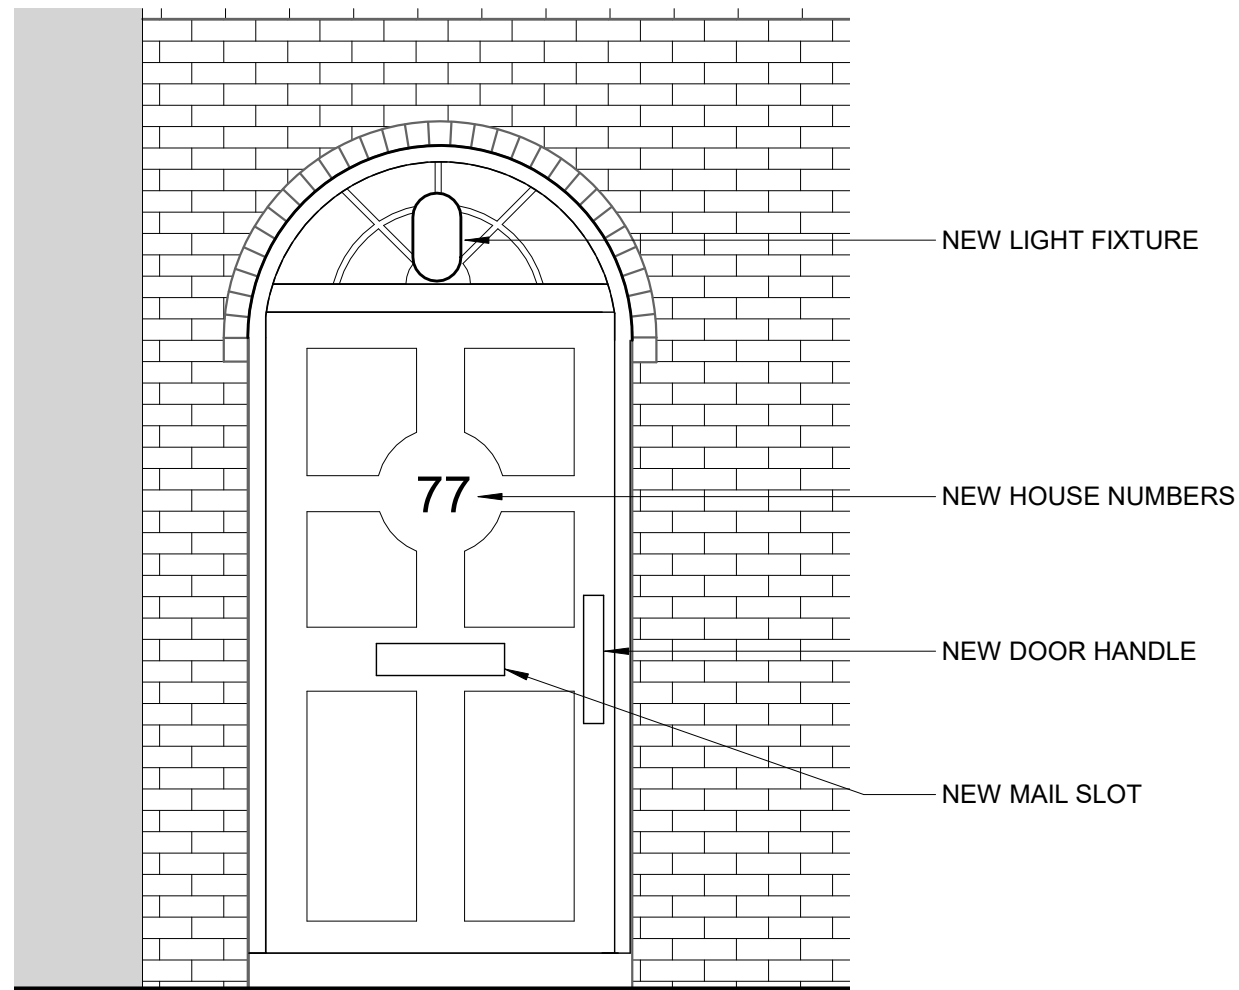 NEW LIGHT FIXTURE
77
NEW HOUSE NUMBERS
NEW DOOR HANDLE
NEW MAIL SLOT